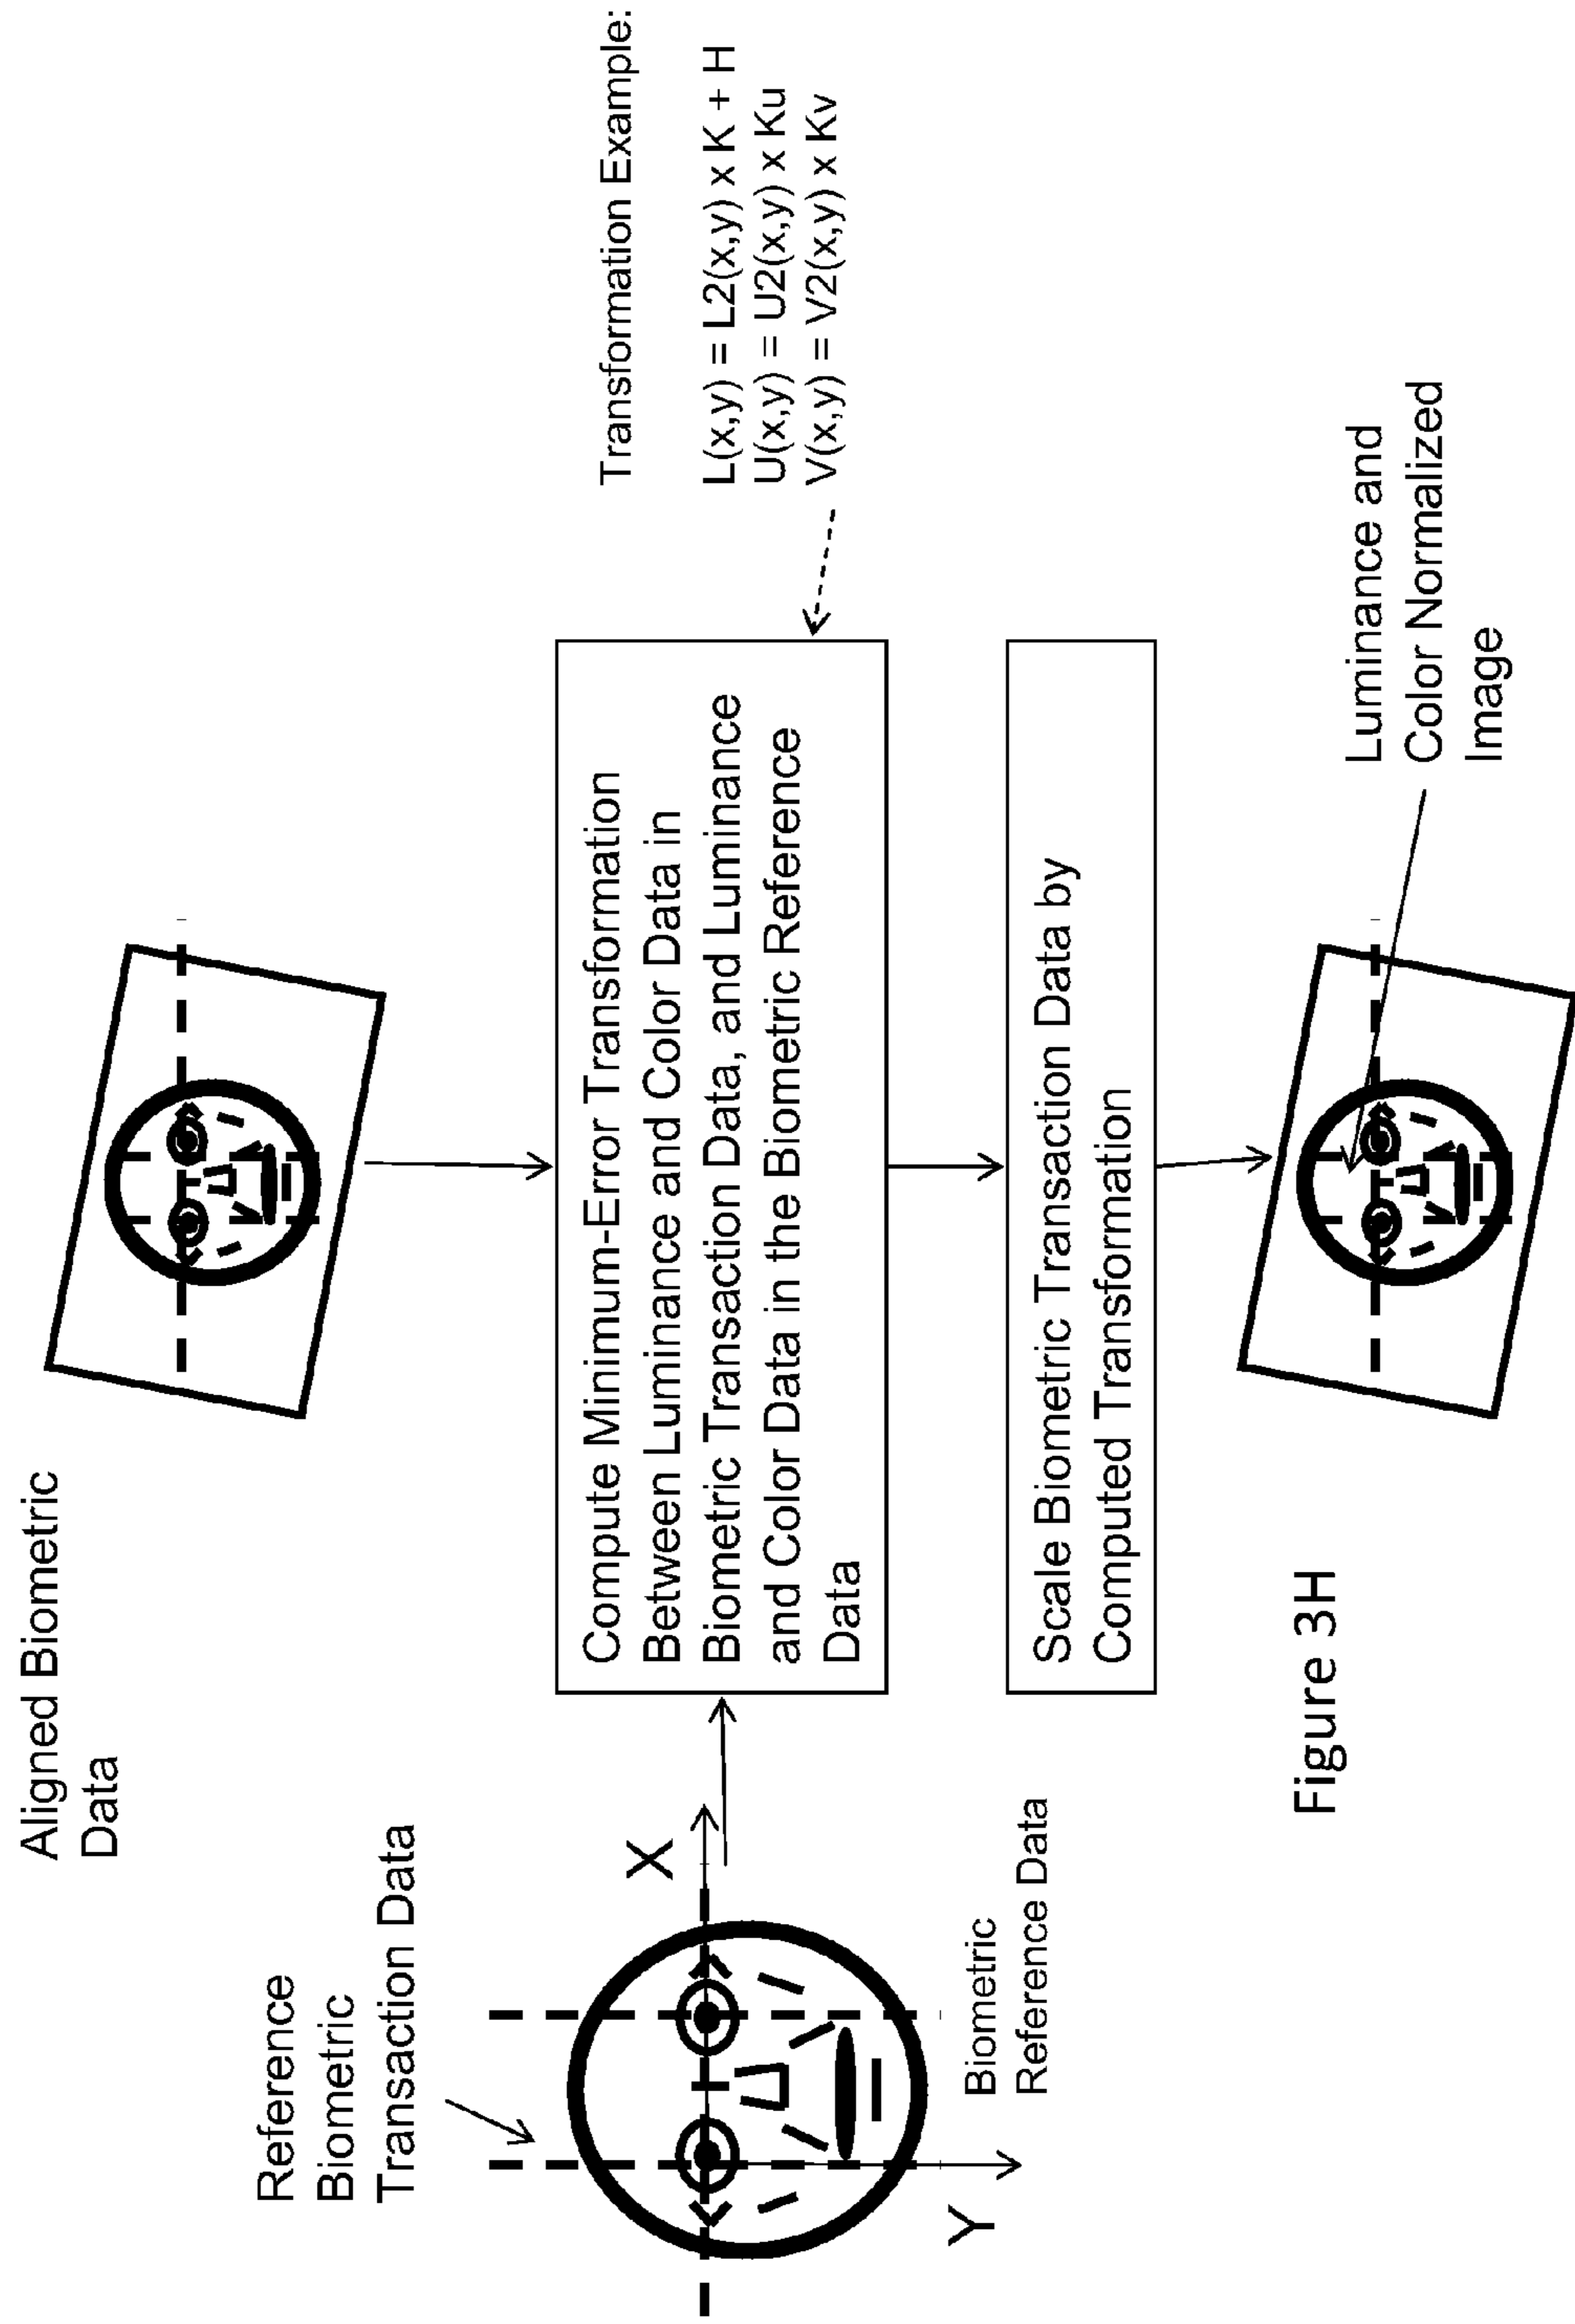 Aligned Biometric
Data
Reference
Biometric
Transaction Data
X
Y
Biometric
Reference Data
Transformation Example:
L(x,y) = L2(x,y) x K + H
U(x,y) = U2(x,y) x Ku
V(x,y) = V2(x,y) x Kv
Compute Minimum-Error Transformation
Between Luminance and Color Data in
Biometric Transaction Data, and Luminance
and Color Data in the Biometric Reference
Data
Scale Biometric Transaction Data by
Computed Transformation
Luminance and
Color Normalized
Image
Figure 3H